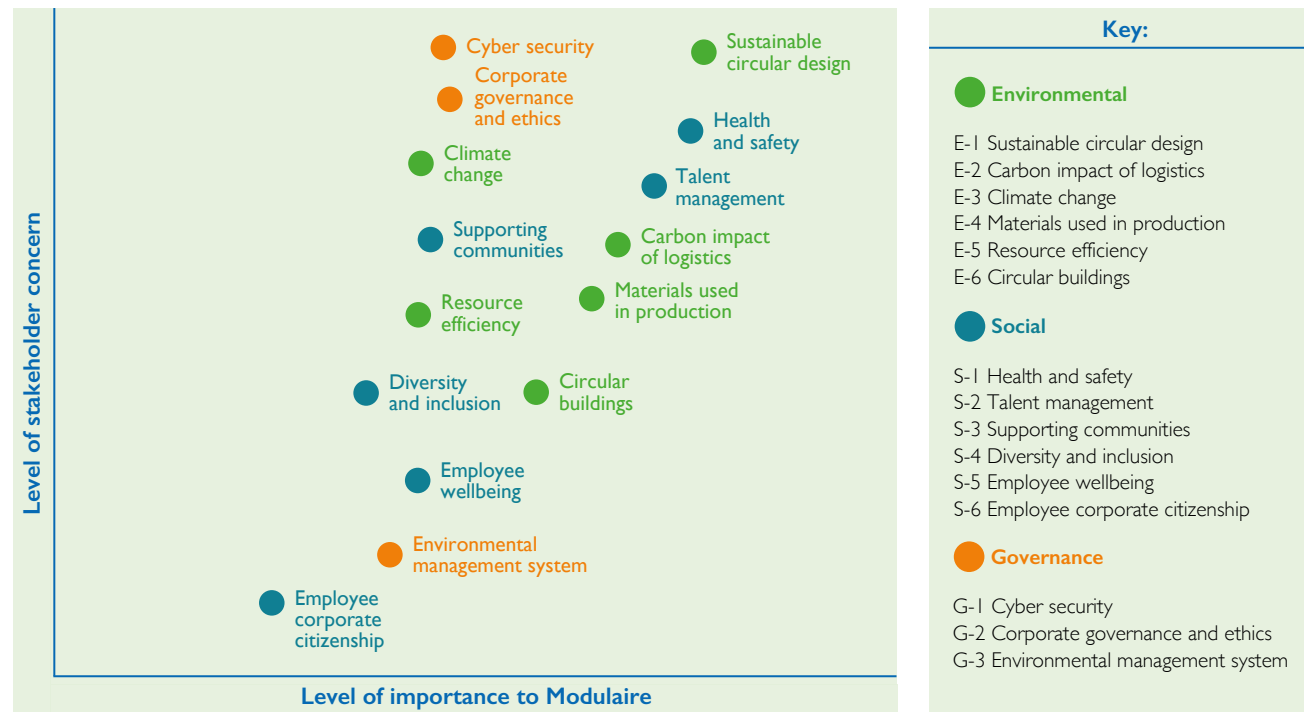 Level of stakeholder concern
Cyber security
Corporate
governance
and ethics
Sustainable
circular design
Health
and safety
Climate
change
Talent
management
Supporting
communities
Carbon impact
of logistics
Materials used
in production
Resource
efficiency
Diversity
and inclusion
Circular
buildings
Employee
wellbeing
Environmental
management system
Employee
corporate
citizenship
Level of importance to Modulaire
Key:
Environmental
E-1 Sustainable circular design
E-2 Carbon impact of logistics
E-3 Climate change
E-4 Materials used in production
E-5 Resource efficiency
E-6 Circular buildings
Social
S-1 Health and safety
S-2 Talent management
S-3 Supporting communities
S-4 Diversity and inclusion
S-5 Employee wellbeing
S-6 Employee corporate citizenship
Governance
G-1 Cyber security
G-2 Corporate governance and ethics
G-3 Environmental management system